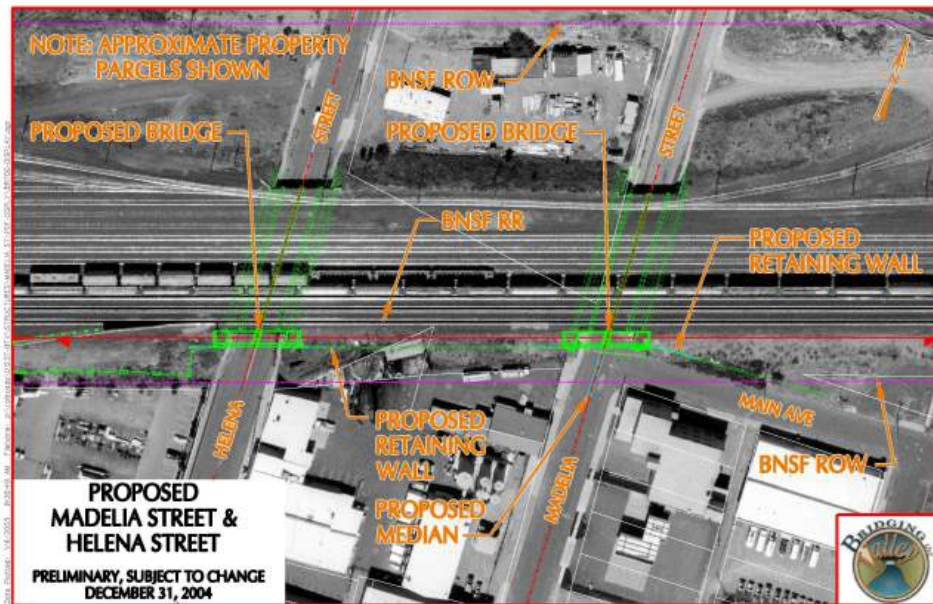 NOTE: APPROXIMATE PROPERTY
PARCELS SHOWN
BNSF ROW
STREET
STREET
PROPOSED BRIDGE
PROPOSED BRIDGE
BNSF RR
PROPOSED
RETAINING WALL
HELENA
PROPOSED
RETAINING
WALL
MADELIA
PROPOSED
MEDIAN
MAIN AVE
BNSF ROW
PROPOSED
MADELIA STREET &
HELENA STREET
PRELIMINARY, SUBJECT TO CHANGE
DECEMBER 31, 2004
BRIDGING
Valley